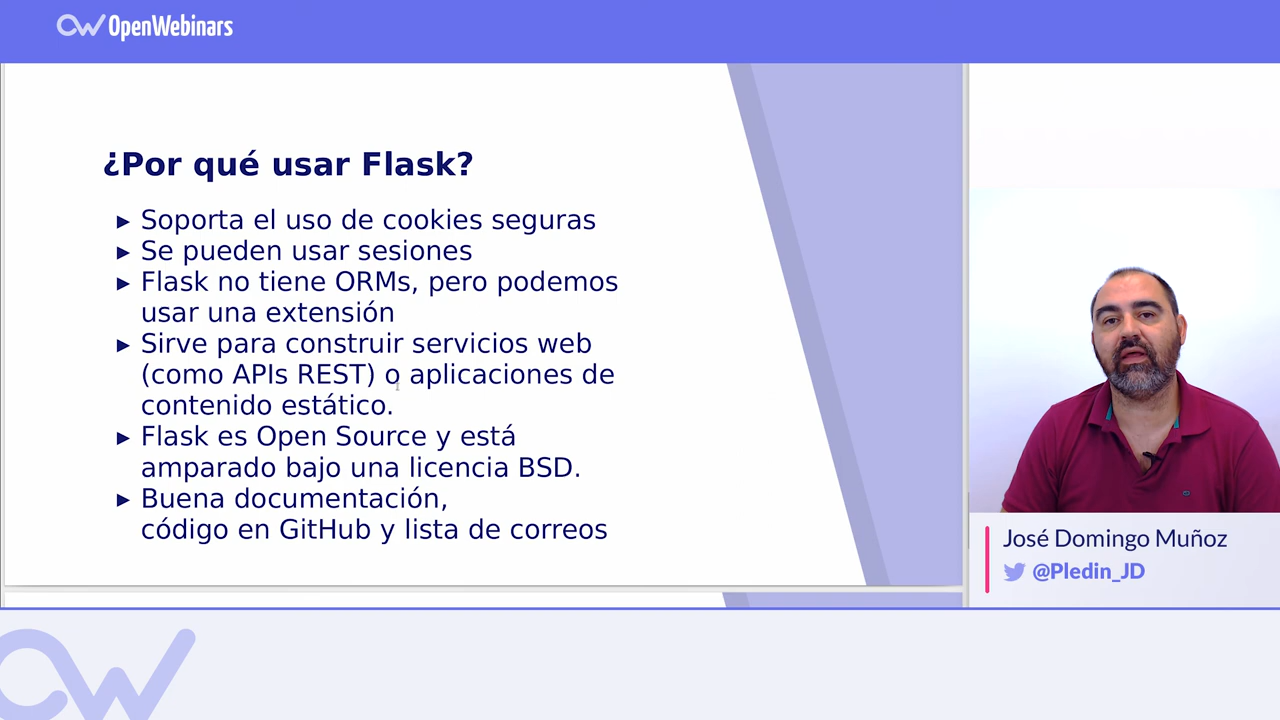 OpenWebinars
¿Por qué usar Flask?
▸ Soporta el uso de cookies seguras
▸ Se pueden usar sesiones
▸ Flask no tiene ORMs, pero podemos
usar una extensión
▸ Sirve para construir servicios web
(como APIs REST) o aplicaciones de
contenido estático.
▸ Flask es Open Source y está
amparado bajo una licencia BSD.
▸ Buena documentación,
código en GitHub y lista de correos
José Domingo Muñoz
@Pledin_JD